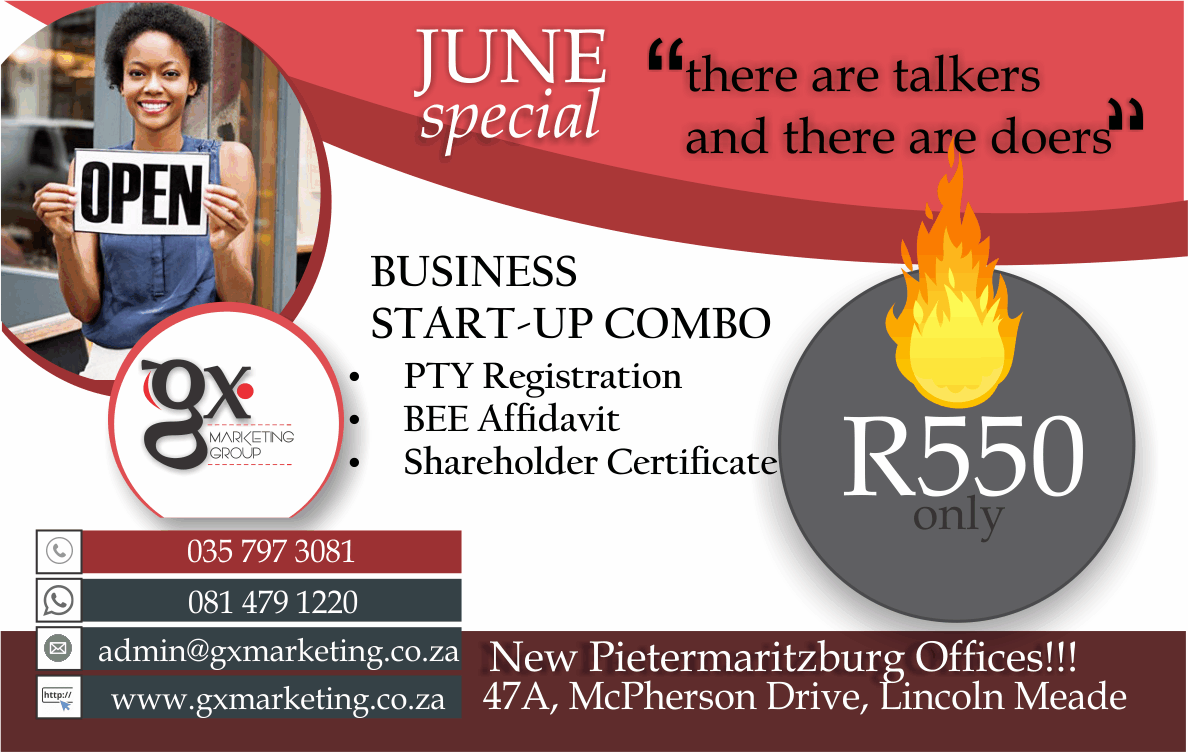 JUNE
special
“there are talkers
and there are doers”
OPEN
BUSINESS
START-UP COMBO
• PTY Registration
• BEE Affidavit
• Shareholder Certificate
gx
MARKETING
GROUP
R550
only
035 797 3081
081 479 1220
admin@gxmarketing.co.za
http://
www.gxmarketing.co.za
New Pietermaritzburg Offices!!!
47A, McPherson Drive, Lincoln Meade